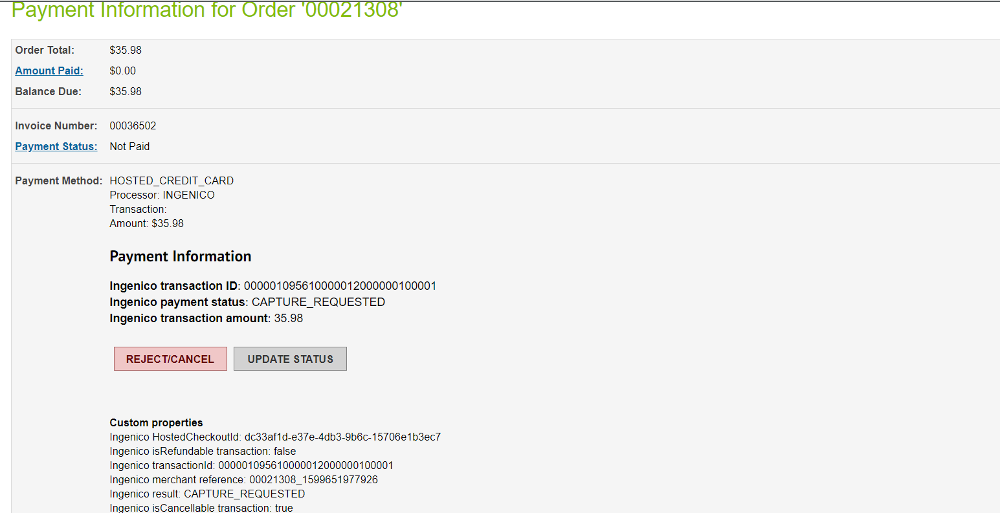 Payment Information for Order '00021308'
Order Total: $35.98
Amount Paid: $0.00
Balance Due: $35.98
Invoice Number: 00036502
Payment Status: Not Paid
Payment Method: HOSTED_CREDIT_CARD
Processor: INGENICO
Transaction:
Amount: $35.98
Payment Information
Ingenico transaction ID: 000001095610000012000000100001
Ingenico payment status: CAPTURE_REQUESTED
Ingenico transaction amount: 35.98
REJECT/CANCEL UPDATE STATUS
Custom properties
Ingenico HostedCheckoutId: dc33af1d-e37e-4db3-9b6c-15706e1b3ec7
Ingenico isRefundable transaction: false
Ingenico transactionId: 000001095610000012000000100001
Ingenico merchant reference: 00021308_1599651977926
Ingenico result: CAPTURE_REQUESTED
Ingenico isCancellable transaction: true